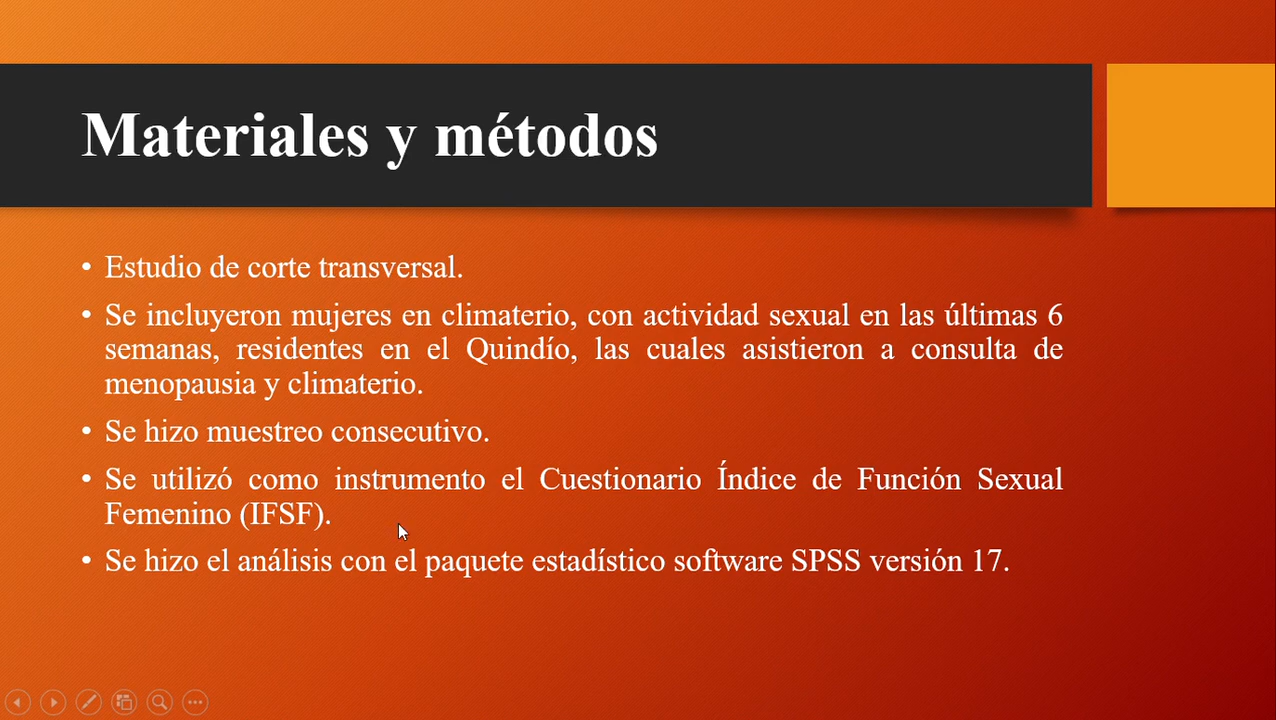 Materiales y métodos
• Estudio de corte transversal.
• Se incluyeron mujeres en climaterio, con actividad sexual en las últimas 6
semanas, residentes en el Quindío, las cuales asistieron a consulta de
menopausia y climaterio.
• Se hizo muestreo consecutivo.
• Se utilizó como instrumento el Cuestionario Índice de Función Sexual
Femenino (IFSF).
• Se hizo el análisis con el paquete estadístico software SPSS versión 17.